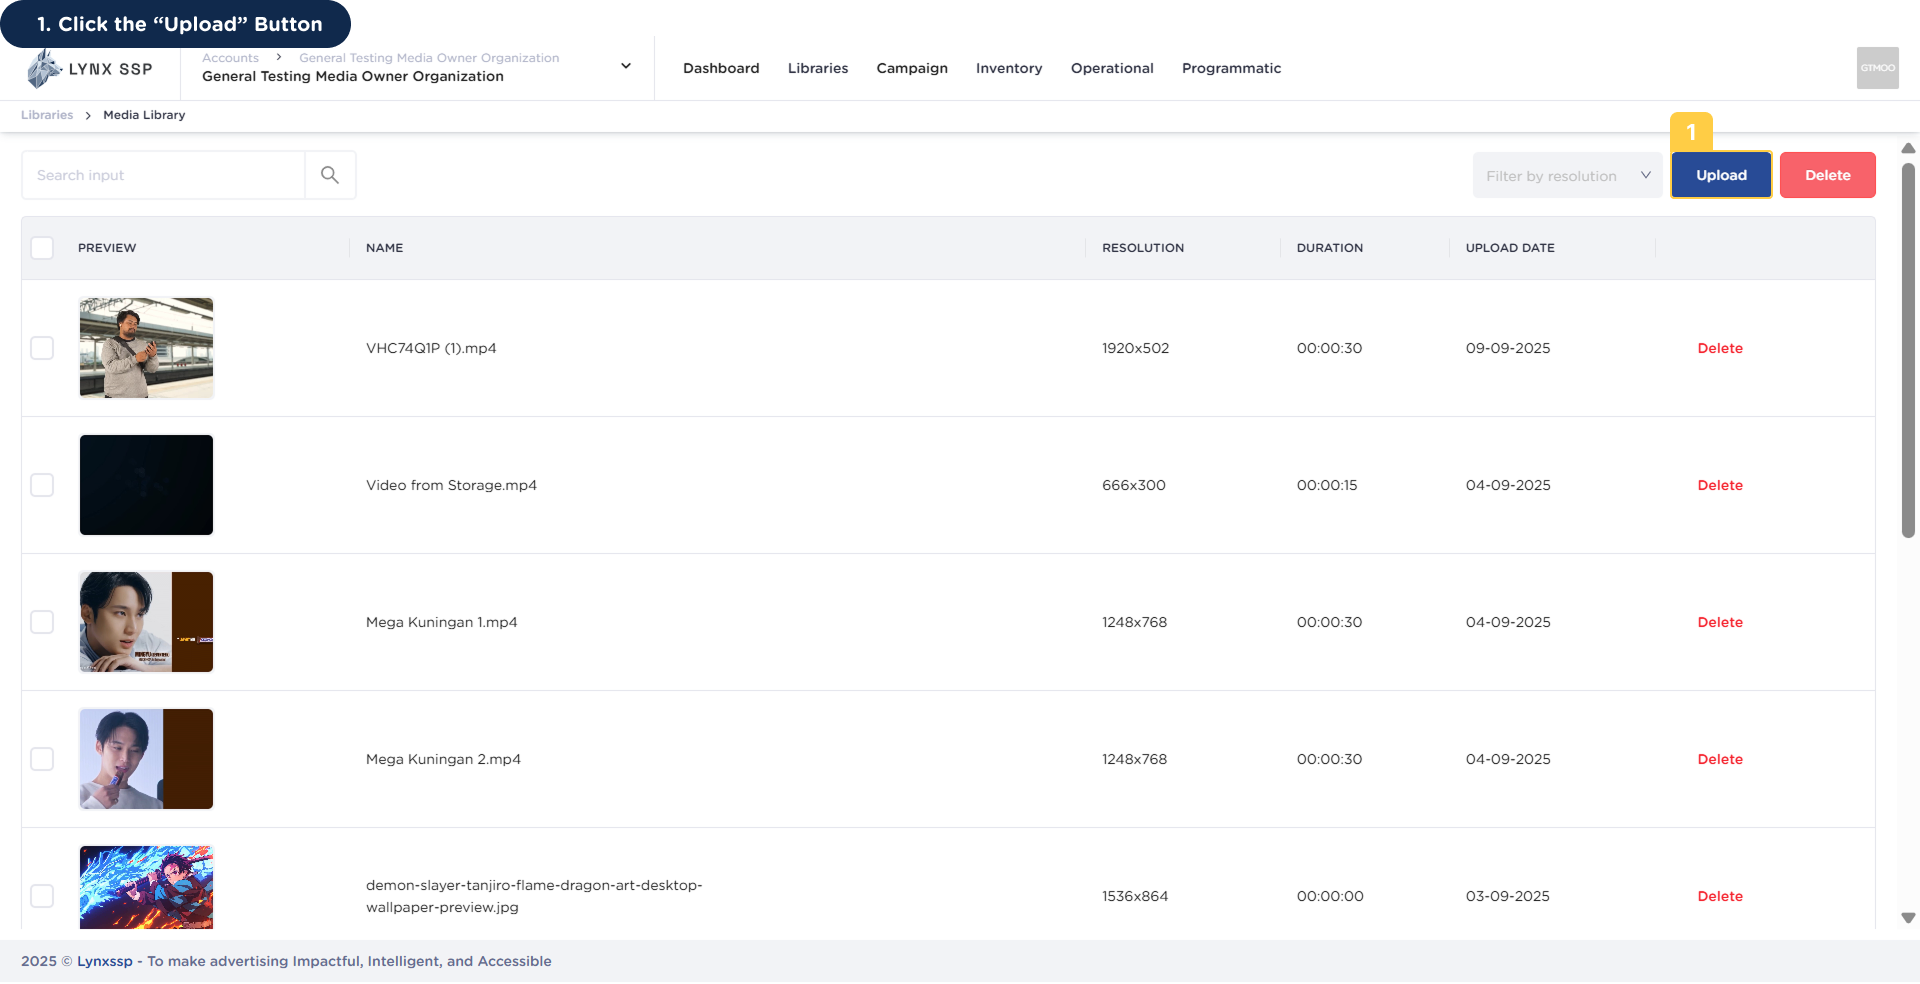 1. Click the “Upload” Button
LYNX SSP
Accounts > General Testing Media Owner Organization
General Testing Media Owner Organization
Dashboard Libraries Campaign Inventory Operational Programmatic
GTMOO
Libraries > Media Library
1
Search input
Filter by resolution
Upload
Delete
PREVIEW NAME RESOLUTION DURATION UPLOAD DATE
VHC74Q1P (1).mp4 1920x502 00:00:30 09-09-2025 Delete
Video from Storage.mp4 666x300 00:00:15 04-09-2025 Delete
Mega Kuningan 1.mp4 1248x768 00:00:30 04-09-2025 Delete
Mega Kuningan 2.mp4 1248x768 00:00:30 04-09-2025 Delete
demon-slayer-tanjiro-flame-dragon-art-desktop-
wallpaper-preview.jpg 1536x864 00:00:00 03-09-2025 Delete
2025 © Lynxssp - To make advertising Impactful, Intelligent, and Accessible